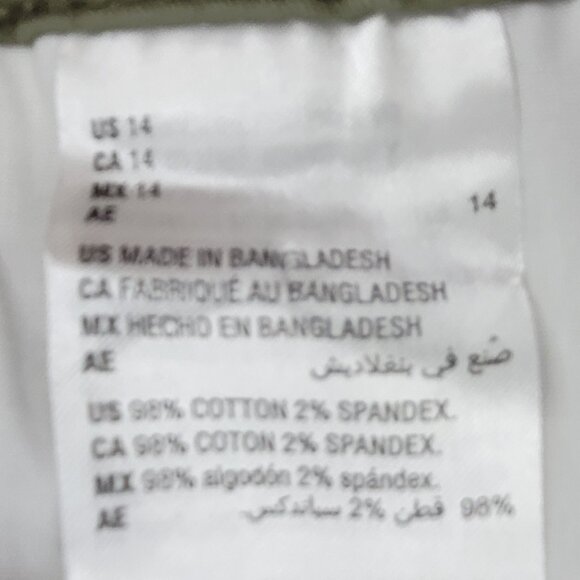 US 14
CA 14
MX 14
AE 14
US MADE IN BANGLADESH
CA FABRIQUÉ AU BANGLADESH
MX HECHO EN BANGLADESH
AE صُنع في بنغلاديش
US 98% COTTON 2% SPANDEX.
CA 98% COTON 2% SPANDEX.
MX 98% algodón 2% spándex.
AE 98% قطن 2% سباندكس.